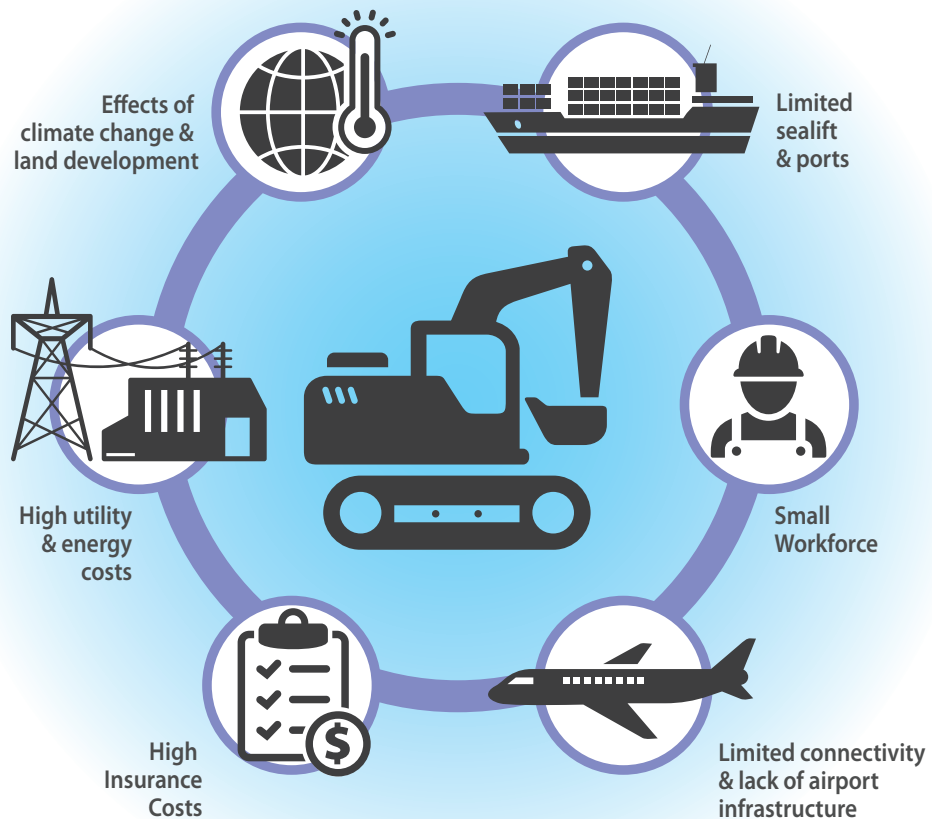 Effects of
climate change &
land development
Limited
sealift
& ports
High utility
& energy
costs
Small
Workforce
High
Insurance
Costs
$
Limited connectivity
& lack of airport
infrastructure